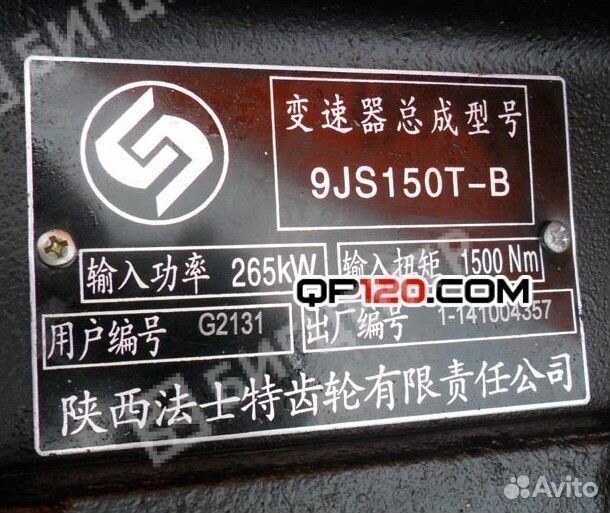 变速器总成型号
9JS150T-B
输入功率 265kW 输入扭矩 1500 Nm
QP120.COM
用户编号 G2131 出厂编号 1-141004357
陕西法士特齿轮有限责任公司
Avito